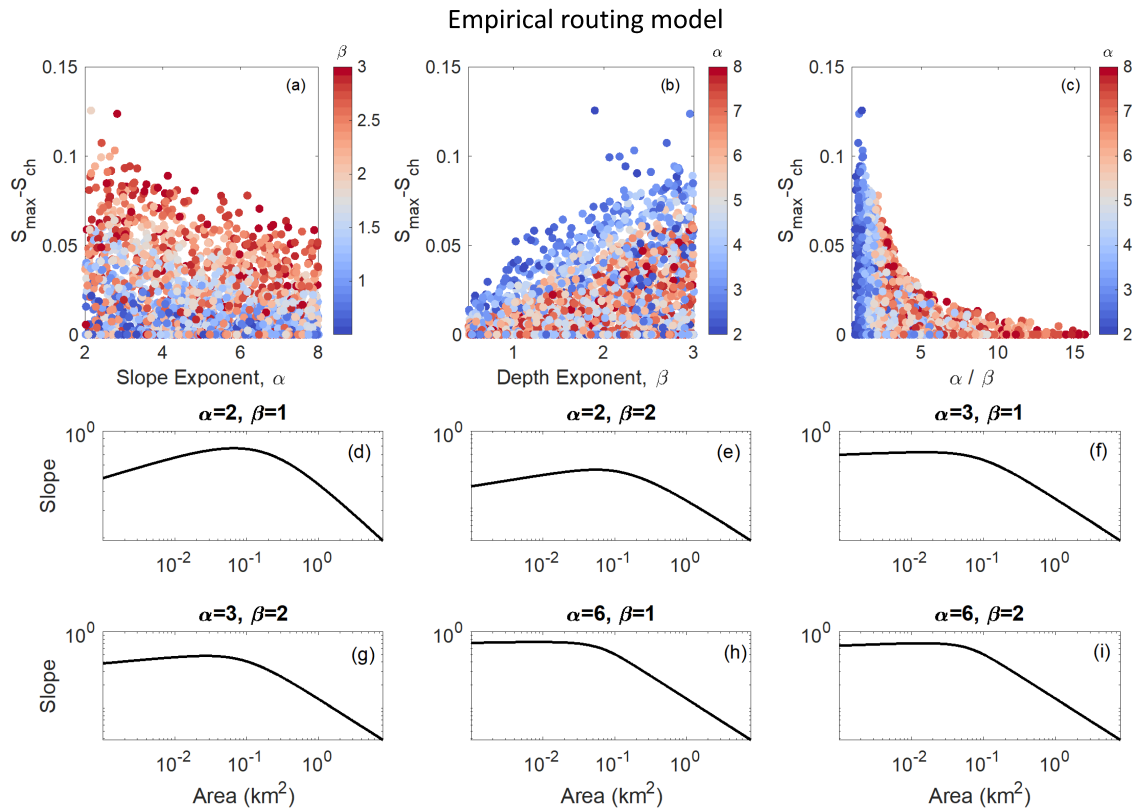 Empirical routing model
β
α
α
0.15
(a)
3
0.15
(b)
8
0.15
(c)
8
2.5
7
7
0.1
0.1
0.1
2
6
6
S_max-S_ch
S_max-S_ch
S_max-S_ch
5
5
0.05
1.5
0.05
4
0.05
4
1
3
3
0
0
2
0
2
2
4
6
8
1
2
3
5
10
15
Slope Exponent, α
Depth Exponent, β
α / β
α=2, β=1
α=2, β=2
α=3, β=1
10^0
(d)
10^0
(e)
10^0
(f)
Slope
10^-2
10^-1
10^0
10^-2
10^-1
10^0
10^-2
10^-1
10^0
α=3, β=2
α=6, β=1
α=6, β=2
10^0
(g)
10^0
(h)
10^0
(i)
Slope
10^-2
10^-1
10^0
10^-2
10^-1
10^0
10^-2
10^-1
10^0
Area (km^2)
Area (km^2)
Area (km^2)